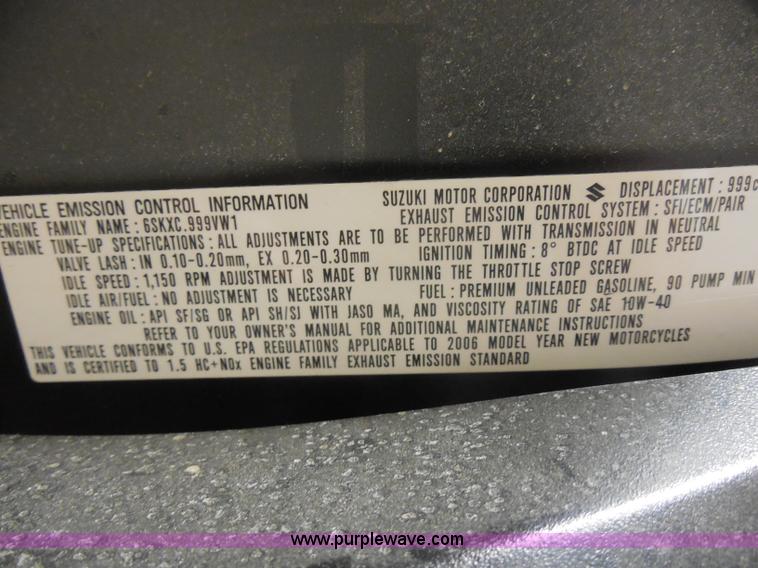 VEHICLE EMISSION CONTROL INFORMATION SUZUKI MOTOR CORPORATION DISPLACEMENT : 999c
ENGINE FAMILY NAME : 6SKXC.999VW1 EXHAUST EMISSION CONTROL SYSTEM : SFI/ECM/PAIR
ENGINE TUNE-UP SPECIFICATIONS : ALL ADJUSTMENTS ARE TO BE PERFORMED WITH TRANSMISSION IN NEUTRAL
VALVE LASH : IN 0.10-0.20mm, EX 0.20-0.30mm IGNITION TIMING : 8° BTDC AT IDLE SPEED
IDLE SPEED : 1,150 RPM ADJUSTMENT IS MADE BY TURNING THE THROTTLE STOP SCREW
IDLE AIR/FUEL : NO ADJUSTMENT IS NECESSARY FUEL : PREMIUM UNLEADED GASOLINE, 90 PUMP MIN
ENGINE OIL : API SF/SG OR API SH/SJ WITH JASO MA, AND VISCOSITY RATING OF SAE 10W-40
REFER TO YOUR OWNER'S MANUAL FOR ADDITIONAL MAINTENANCE INSTRUCTIONS
THIS VEHICLE CONFORMS TO U.S. EPA REGULATIONS APPLICABLE TO 2006 MODEL YEAR NEW MOTORCYCLES
AND IS CERTIFIED TO 1.5 HC+NOx ENGINE FAMILY EXHAUST EMISSION STANDARD
www.purplewave.com